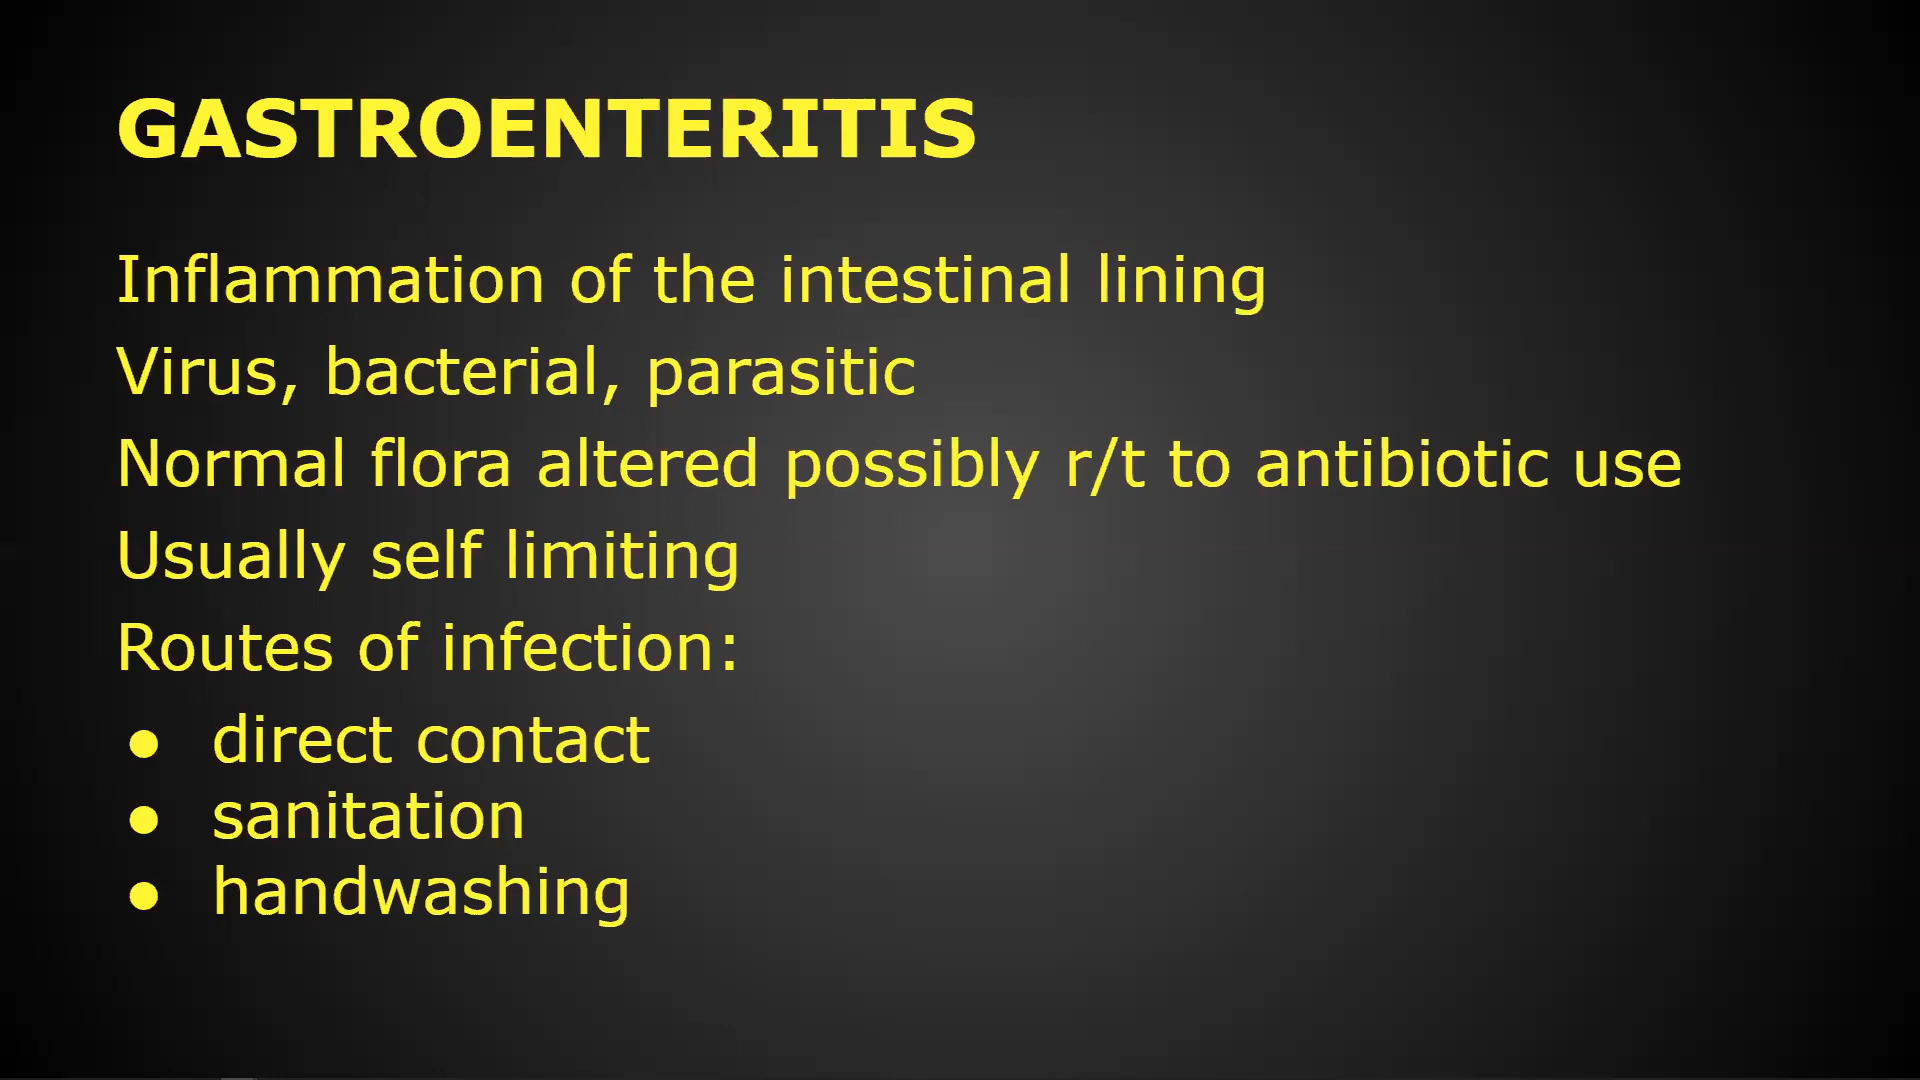 GASTROENTERITIS
Inflammation of the intestinal lining
Virus, bacterial, parasitic
Normal flora altered possibly r/t to antibiotic use
Usually self limiting
Routes of infection:
● direct contact
● sanitation
● handwashing